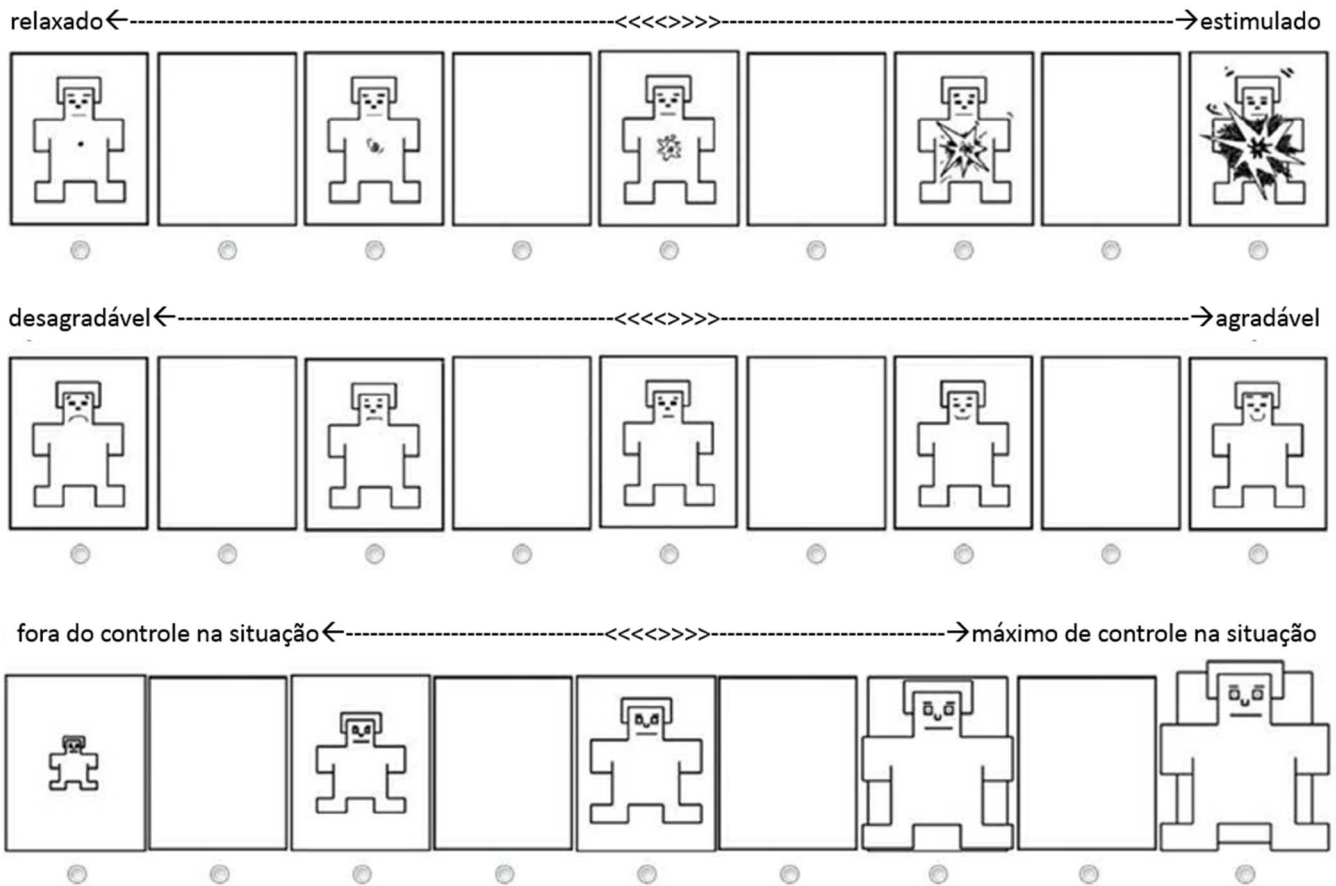 relaxado←------------------------------------------------------------<<<<>>>>---------------------------------------------------------→estimulado
desagradável←------------------------------------------------------<<<<>>>>----------------------------------------------------------→agradável
fora do controle na situação←--------------------------------<<<<>>>>-----------------------------→máximo de controle na situação